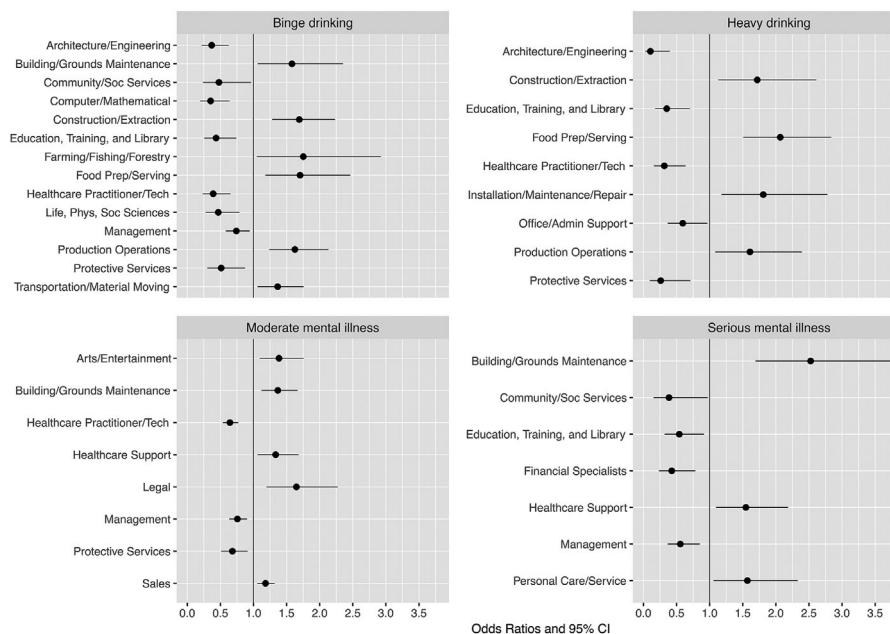 Binge drinking
Architecture/Engineering
Building/Grounds Maintenance
Community/Soc Services
Computer/Mathematical
Construction/Extraction
Education, Training, and Library
Farming/Fishing/Forestry
Food Prep/Serving
Healthcare Practitioner/Tech
Life, Phys, Soc Sciences
Management
Production Operations
Protective Services
Transportation/Material Moving
Heavy drinking
Architecture/Engineering
Construction/Extraction
Education, Training, and Library
Food Prep/Serving
Healthcare Practitioner/Tech
Installation/Maintenance/Repair
Office/Admin Support
Production Operations
Protective Services
Moderate mental illness
Arts/Entertainment
Building/Grounds Maintenance
Healthcare Practitioner/Tech
Healthcare Support
Legal
Management
Protective Services
Sales
0.0 0.5 1.0 1.5 2.0 2.5 3.0 3.5
Serious mental illness
Building/Grounds Maintenance
Community/Soc Services
Education, Training, and Library
Financial Specialists
Healthcare Support
Management
Personal Care/Service
0.0 0.5 1.0 1.5 2.0 2.5 3.0 3.5
Odds Ratios and 95% CI